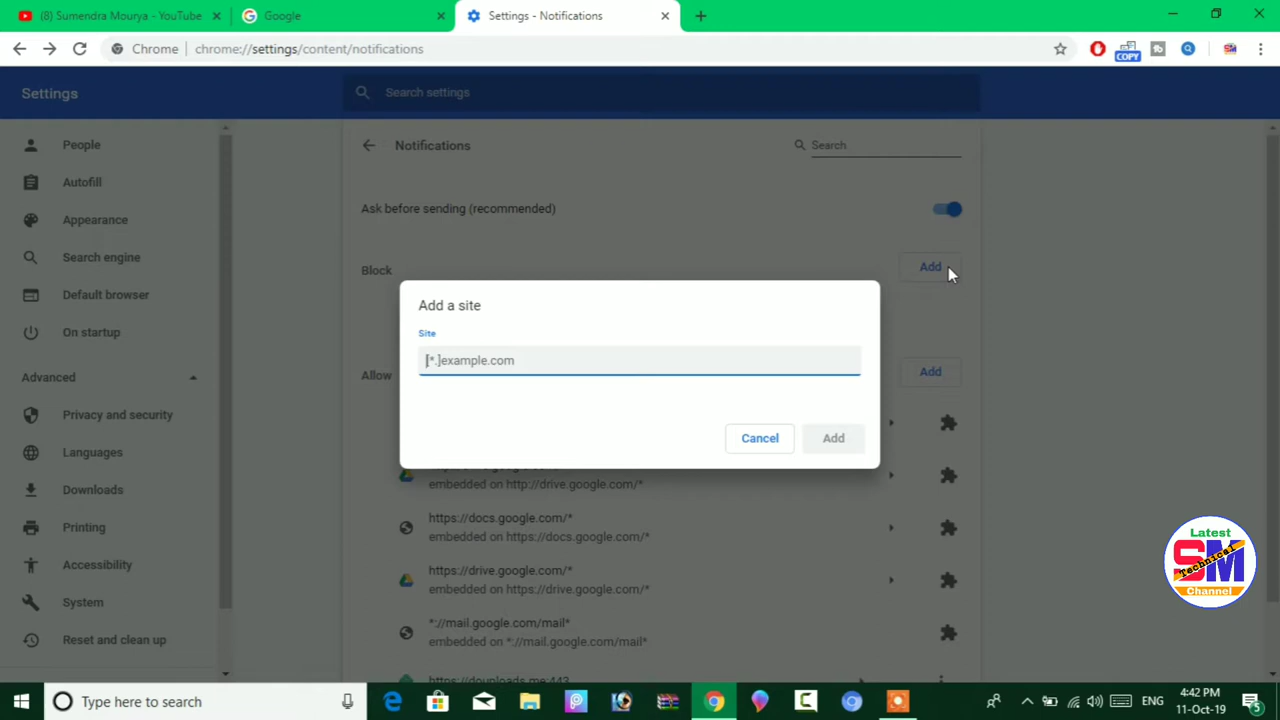 (8) Sumendra Mourya - YouTube
Google
Settings - Notifications
Chrome
chrome://settings/content/notifications
COPY
Settings
Search settings
People
Autofill
Appearance
Search engine
Default browser
On startup
Advanced
Privacy and security
Languages
Downloads
Printing
Accessibility
System
Reset and clean up
Notifications
Search
Ask before sending (recommended)
Block
Add
Add a site
Site
[*.]example.com
Cancel
Add
Allow
Add
embedded on http://drive.google.com/*
https://docs.google.com/*
embedded on https://docs.google.com/*
https://drive.google.com/*
embedded on https://drive.google.com/*
*://mail.google.com/mail*
embedded on *://mail.google.com/mail*
Latest
SM
Technical
Channel
Type here to search
ENG
4:42 PM
11-Oct-19
5